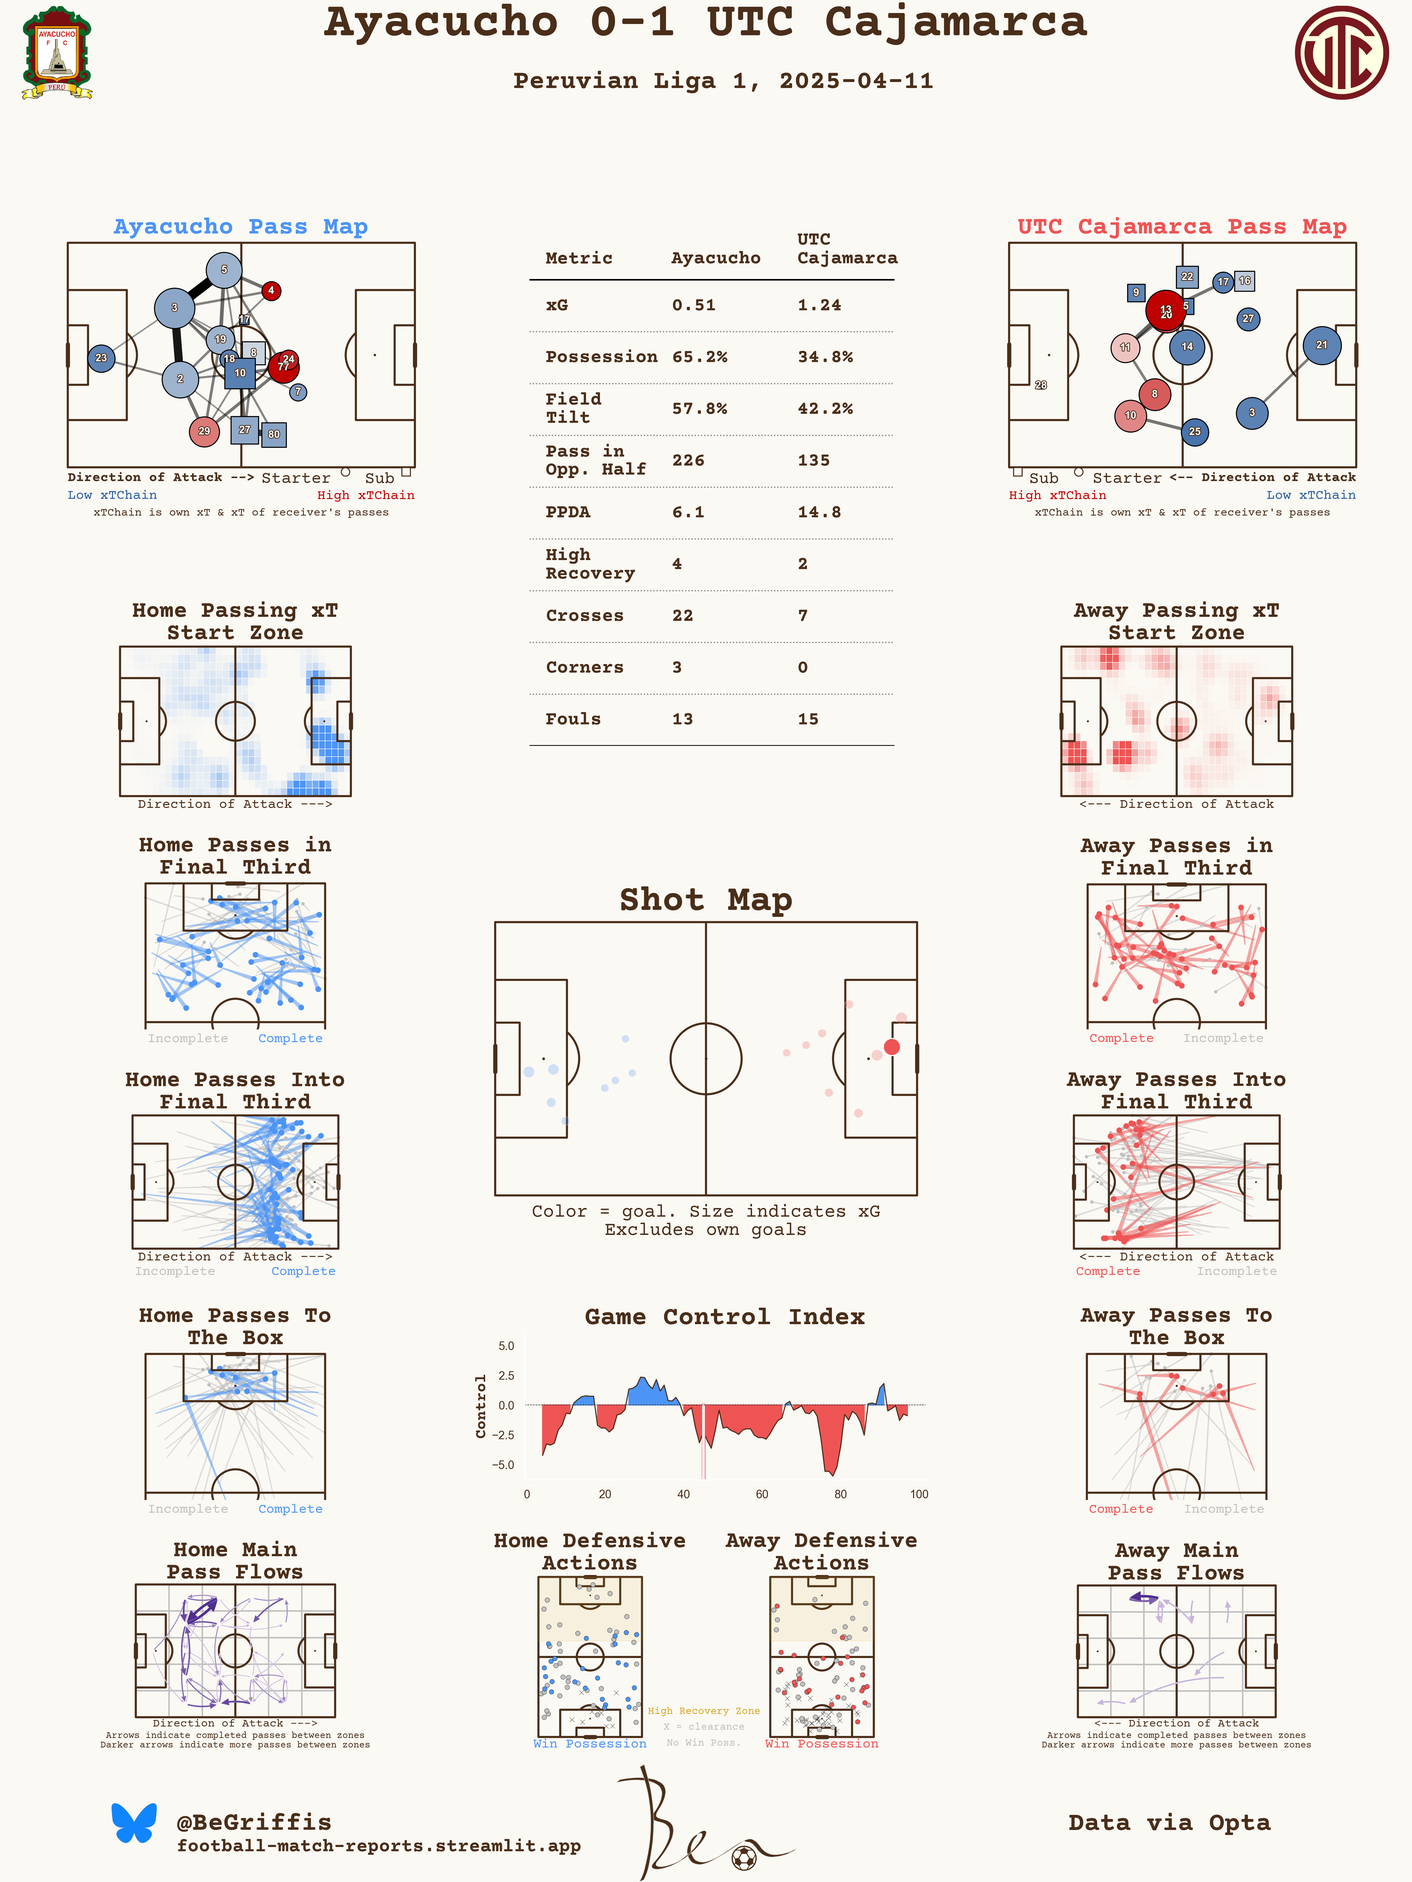 Ayacucho 0-1 UTC Cajamarca
Peruvian Liga 1, 2025-04-11
AYACUCHO
F C
PERU
UTC
Ayacucho Pass Map
5
4
3
17
19
8
18
24
23
10
77
2
7
29
27
80
Direction of Attack --> Starter Sub
Low xTChain High xTChain
xTChain is own xT & xT of receiver's passes
Metric Ayacucho UTC
Cajamarca
xG 0.51 1.24
Possession 65.2% 34.8%
Field
Tilt 57.8% 42.2%
Pass in
Opp. Half 226 135
PPDA 6.1 14.8
High
Recovery 4 2
Crosses 22 7
Corners 3 0
Fouls 13 15
UTC Cajamarca Pass Map
22
17
16
9
13
5
20
27
11
14
21
28
8
10
3
25
Sub Starter <-- Direction of Attack
High xTChain Low xTChain
xTChain is own xT & xT of receiver's passes
Home Passing xT
Start Zone
Direction of Attack --->
Away Passing xT
Start Zone
<--- Direction of Attack
Home Passes in
Final Third
Incomplete Complete
Away Passes in
Final Third
Complete Incomplete
Shot Map
Color = goal. Size indicates xG
Excludes own goals
Home Passes Into
Final Third
Direction of Attack --->
Incomplete Complete
Away Passes Into
Final Third
<--- Direction of Attack
Complete Incomplete
Home Passes To
The Box
Incomplete Complete
Game Control Index
Control
5.0
2.5
0.0
−2.5
−5.0
0 20 40 60 80 100
Away Passes To
The Box
Complete Incomplete
Home Main
Pass Flows
Direction of Attack --->
Arrows indicate completed passes between zones
Darker arrows indicate more passes between zones
Home Defensive
Actions
Win Possession
High Recovery Zone
X = clearance
No Win Poss.
Away Defensive
Actions
Win Possession
Away Main
Pass Flows
<--- Direction of Attack
Arrows indicate completed passes between zones
Darker arrows indicate more passes between zones
@BeGriffis
football-match-reports.streamlit.app
Ben
Data via Opta